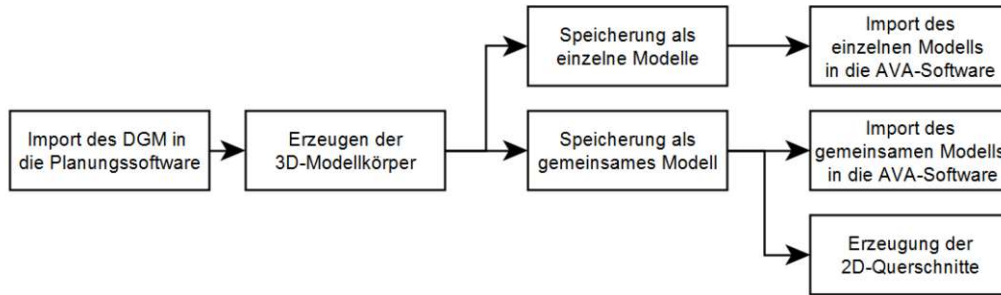 Import des DGM in
die Planungssoftware
Erzeugen der
3D-Modellkörper
Speicherung als
einzelne Modelle
Import des
einzelnen Modells
in die AVA-Software
Speicherung als
gemeinsames Modell
Import des
gemeinsamen Modells
in die AVA-Software
Erzeugung der
2D-Querschnitte